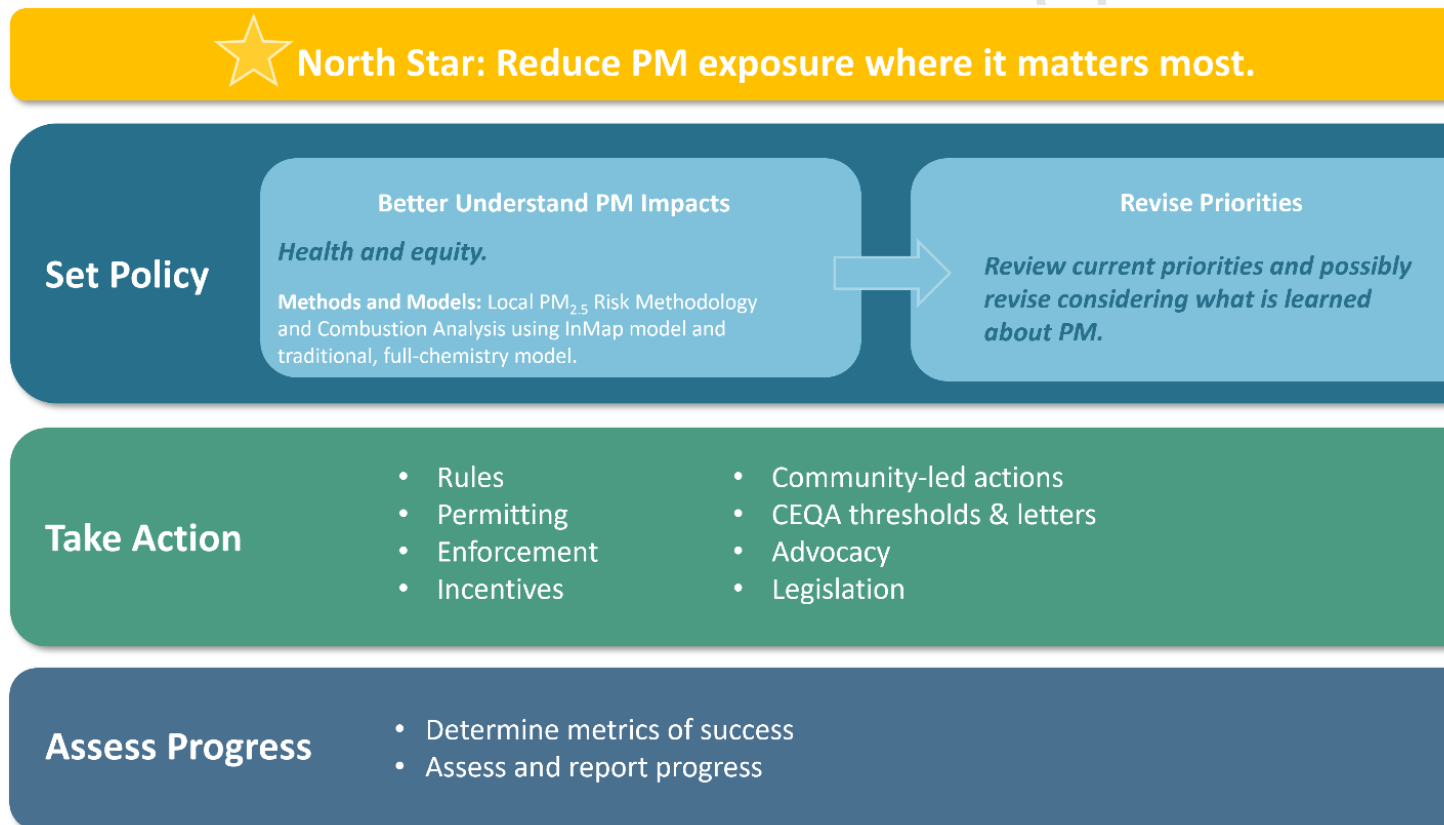 North Star: Reduce PM exposure where it matters most.
Set Policy
Better Understand PM Impacts
Health and equity.
Methods and Models: Local PM2.5 Risk Methodology
and Combustion Analysis using InMap model and
traditional, full-chemistry model.
Revise Priorities
Review current priorities and possibly
revise considering what is learned
about PM.
Take Action
• Rules
• Permitting
• Enforcement
• Incentives
• Community-led actions
• CEQA thresholds & letters
• Advocacy
• Legislation
Assess Progress
• Determine metrics of success
• Assess and report progress